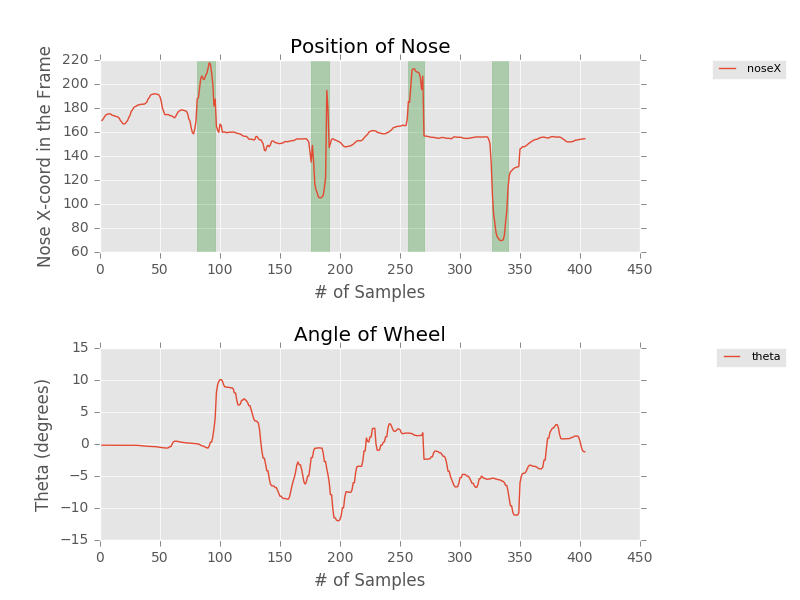 Position of Nose
Nose X-coord in the Frame
220
200
180
160
140
120
100
80
60
0 50 100 150 200 250 300 350 400 450
# of Samples
noseX
Angle of Wheel
Theta (degrees)
15
10
5
0
−5
−10
−15
0 50 100 150 200 250 300 350 400 450
# of Samples
theta